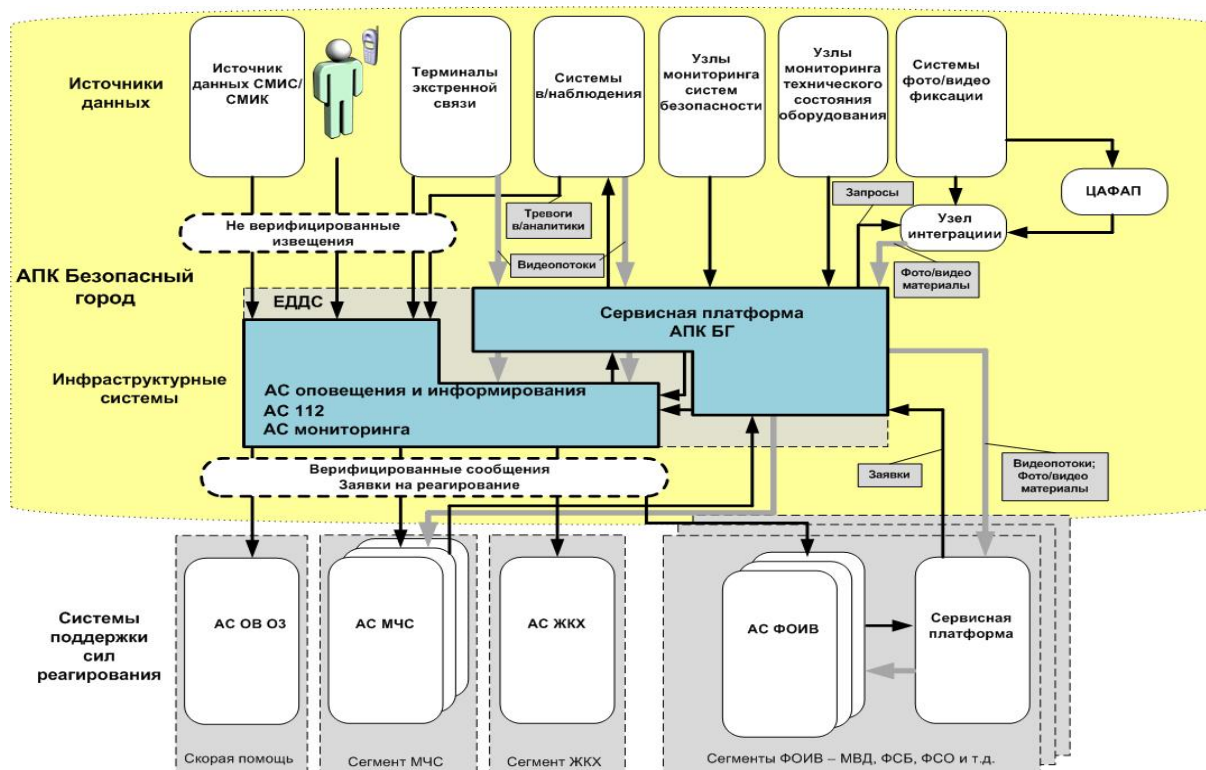 Источники
данных
Источник
данных СМИС/
СМИК
Терминалы
экстренной
связи
Системы
в/наблюдения
Узлы
мониторинга
систем
безопасности
Узлы
мониторинга
технического
состояния
оборудования
Системы
фото/видео
фиксации
ЦАФАП
Запросы
Тревоги
в/аналитики
Узел
интеграциии
Не верифицированные
извещения
Видеопотоки
Фото/видео
материалы
АПК Безопасный
город
ЕДДС
Сервисная платформа
АПК БГ
Инфраструктурные
системы
АС оповещения и информирования
АС 112
АС мониторинга
Верифицированные сообщения
Заявки на реагирование
Заявки
Видеопотоки;
Фото/видео
материалы
Системы
поддержки
сил
реагирования
АС ОВ ОЗ
АС МЧС
АС ЖКХ
АС ФОИВ
Сервисная
платформа
Скорая помощь
Сегмент МЧС
Сегмент ЖКХ
Сегменты ФОИВ – МВД, ФСБ, ФСО и т.д.